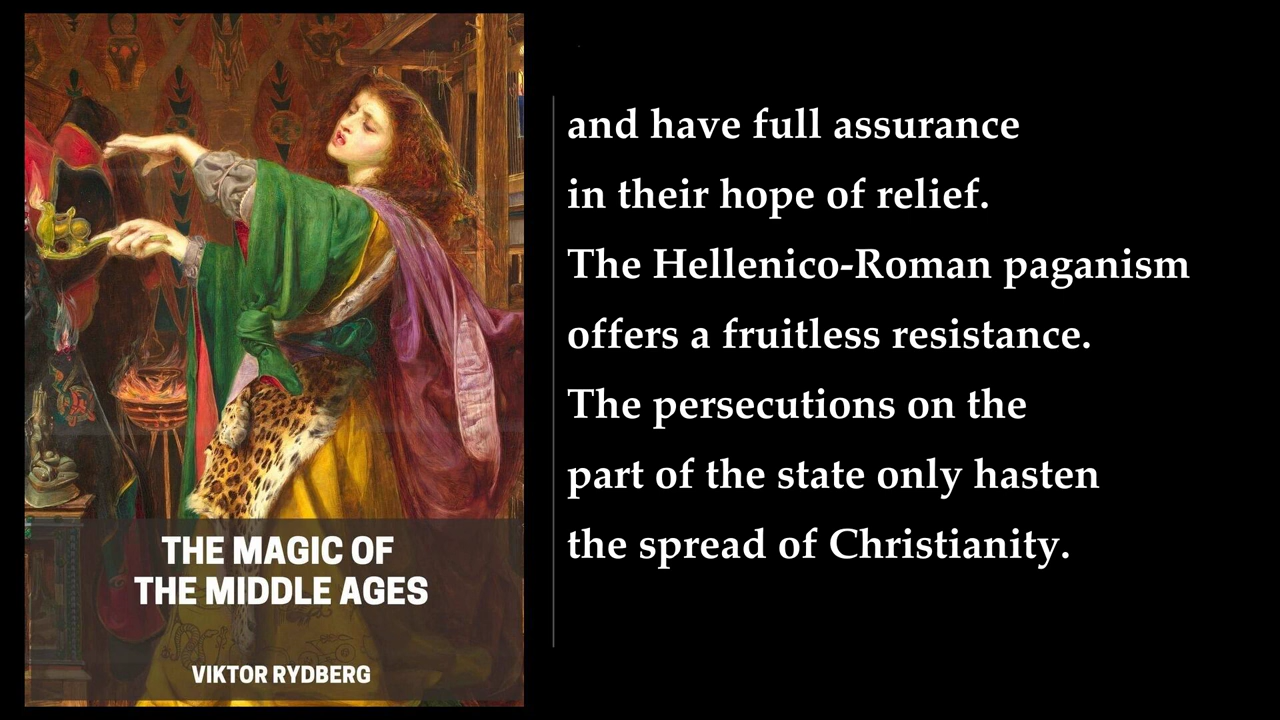 THE MAGIC OF
THE MIDDLE AGES
VIKTOR RYDBERG
and have full assurance
in their hope of relief.
The Hellenico-Roman paganism
offers a fruitless resistance.
The persecutions on the
part of the state only hasten
the spread of Christianity.